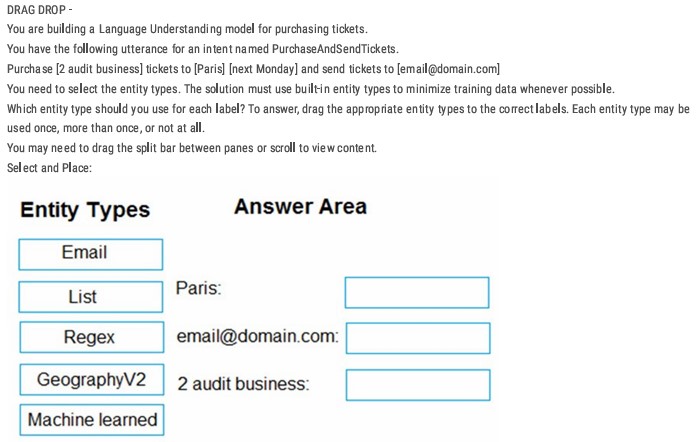 DRAG DROP -
You are building a Language Understanding model for purchasing tickets.
You have the following utterance for an intent named PurchaseAndSendTickets.
Purchase [2 audit business] tickets to [Paris] [next Monday] and send tickets to [email@domain.com]
You need to select the entity types. The solution must use built-in entity types to minimize training data whenever possible.
Which entity type should you use for each label? To answer, drag the appropriate entity types to the correct labels. Each entity type may be
used once, more than once, or not at all.
You may need to drag the split bar between panes or scroll to view content.
Select and Place:
Entity Types
Answer Area
Email
List
Paris:
Regex
email@domain.com:
GeographyV2
2 audit business:
Machine learned